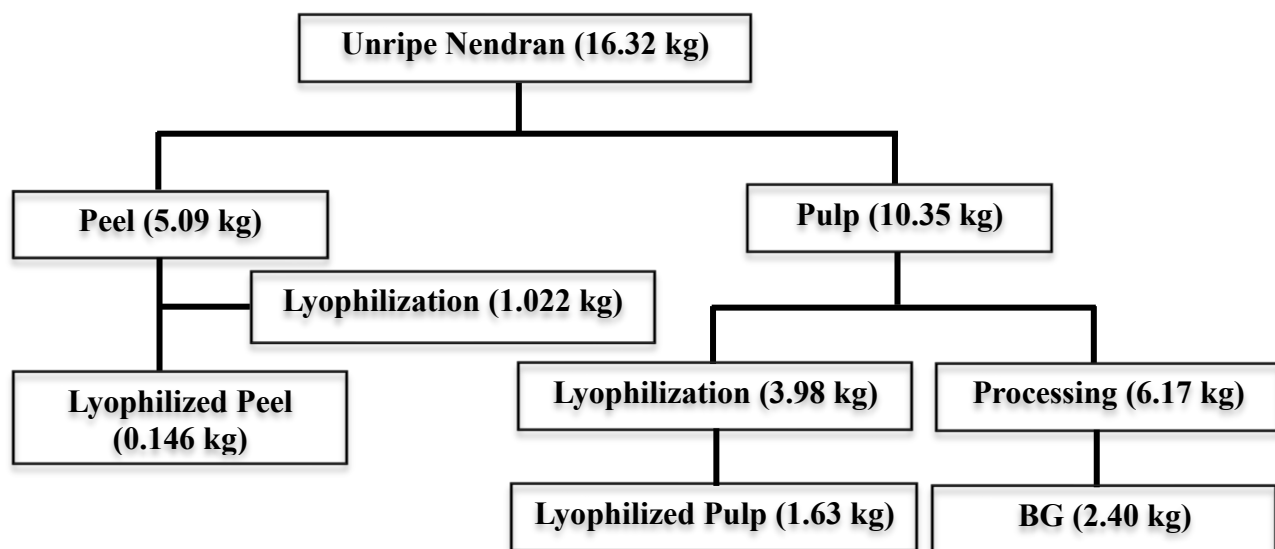 Unripe Nendran (16.32 kg)
Peel (5.09 kg)
Pulp (10.35 kg)
Lyophilization (1.022 kg)
Lyophilized Peel
(0.146 kg)
Lyophilization (3.98 kg)
Processing (6.17 kg)
Lyophilized Pulp (1.63 kg)
BG (2.40 kg)